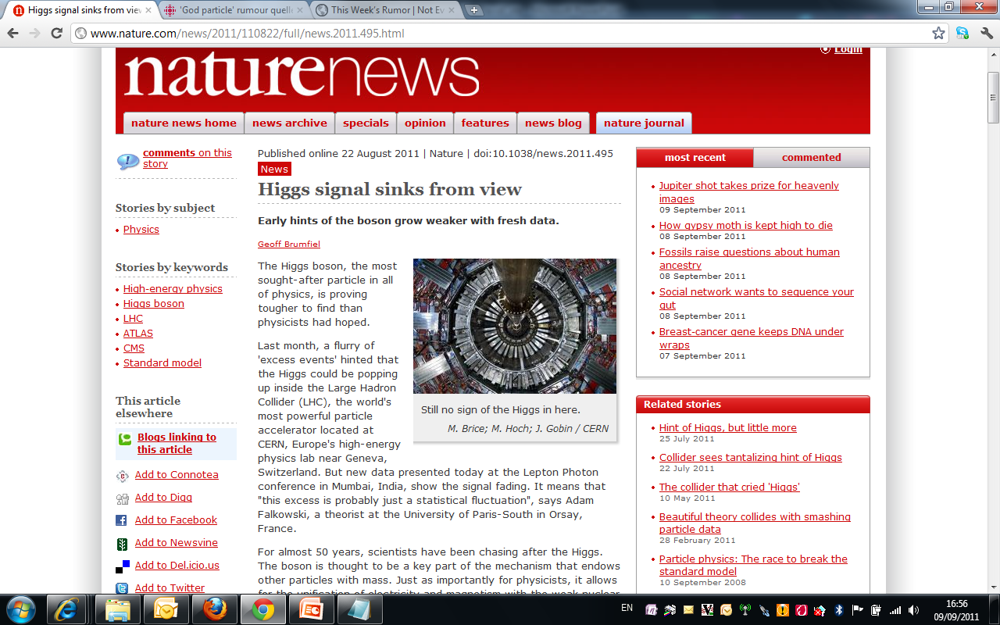 Higgs signal sinks from view
'God particle' rumour quelle
This Week's Rumor | Not Ev
www.nature.com/news/2011/110822/full/news.2011.495.html
Login
naturenews
nature news home
news archive
specials
opinion
features
news blog
nature journal
comments on this
story
Stories by subject
Physics
Stories by keywords
High-energy physics
Higgs boson
LHC
ATLAS
CMS
Standard model
This article
elsewhere
Blogs linking to
this article
Add to Connotea
Add to Digg
Add to Facebook
Add to Newsvine
Add to Del.icio.us
Add to Twitter
Published online 22 August 2011 | Nature | doi:10.1038/news.2011.495
News
Higgs signal sinks from view
Early hints of the boson grow weaker with fresh data.
Geoff Brumfiel
The Higgs boson, the most
sought-after particle in all
of physics, is proving
tougher to find than
physicists had hoped.
Last month, a flurry of
'excess events' hinted that
the Higgs could be popping
up inside the Large Hadron
Collider (LHC), the world's
most powerful particle
accelerator located at
CERN, Europe's high-energy
physics lab near Geneva,
Switzerland. But new data presented today at the Lepton Photon
conference in Mumbai, India, show the signal fading. It means that
"this excess is probably just a statistical fluctuation", says Adam
Falkowski, a theorist at the University of Paris-South in Orsay,
France.
For almost 50 years, scientists have been chasing after the Higgs.
The boson is thought to be a key part of the mechanism that endows
other particles with mass. Just as importantly for physicists, it allows
for the unification of electricity and magnetism with the weak nuclear
Still no sign of the Higgs in here.
M. Brice; M. Hoch; J. Gobin / CERN
most recent
commented
Jupiter shot takes prize for heavenly
images
09 September 2011
How gypsy moth is kept high to die
08 September 2011
Fossils raise questions about human
ancestry
08 September 2011
Social network wants to sequence your
gut
08 September 2011
Breast-cancer gene keeps DNA under
wraps
07 September 2011
Related stories
Hint of Higgs, but little more
25 July 2011
Collider sees tantalizing hint of Higgs
22 July 2011
The collider that cried 'Higgs'
10 May 2011
Beautiful theory collides with smashing
particle data
28 February 2011
Particle physics: The race to break the
standard model
10 September 2008
EN
16:56
09/09/2011